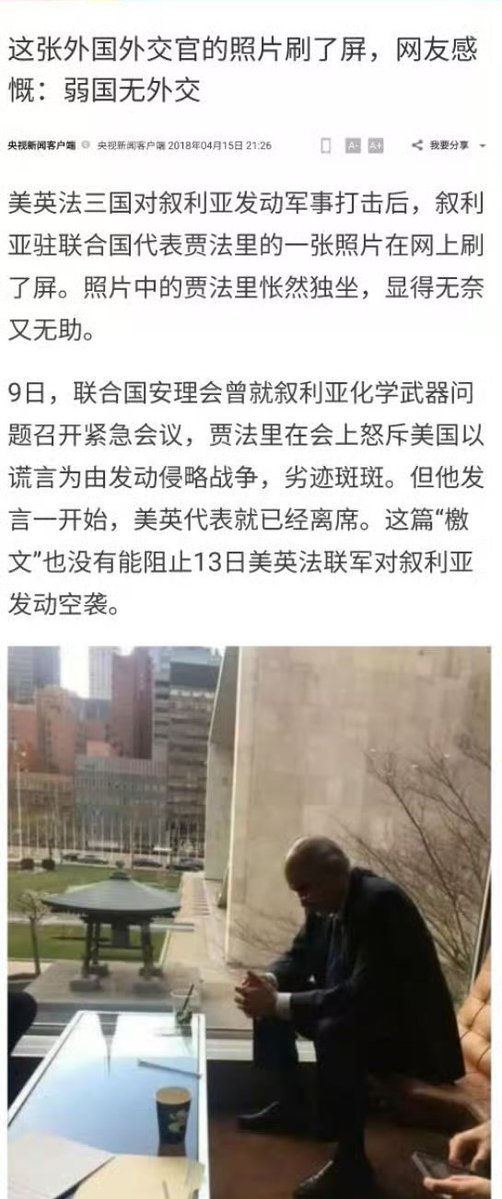 这张外国外交官的照片刷了屏，网友感
慨：弱国无外交
央视新闻客户端 央视新闻客户端 2018年04月15日 21:26 A- A+ 我要分享
美英法三国对叙利亚发动军事打击后，叙利
亚驻联合国代表贾法里的一张照片在网上刷
了屏。照片中的贾法里怅然独坐，显得无奈
又无助。
9日，联合国安理会曾就叙利亚化学武器问
题召开紧急会议，贾法里在会上怒斥美国以
谎言为由发动侵略战争，劣迹斑斑。但他发
言一开始，美英代表就已经离席。这篇“檄
文”也没有能阻止13日美英法联军对叙利亚
发动空袭。